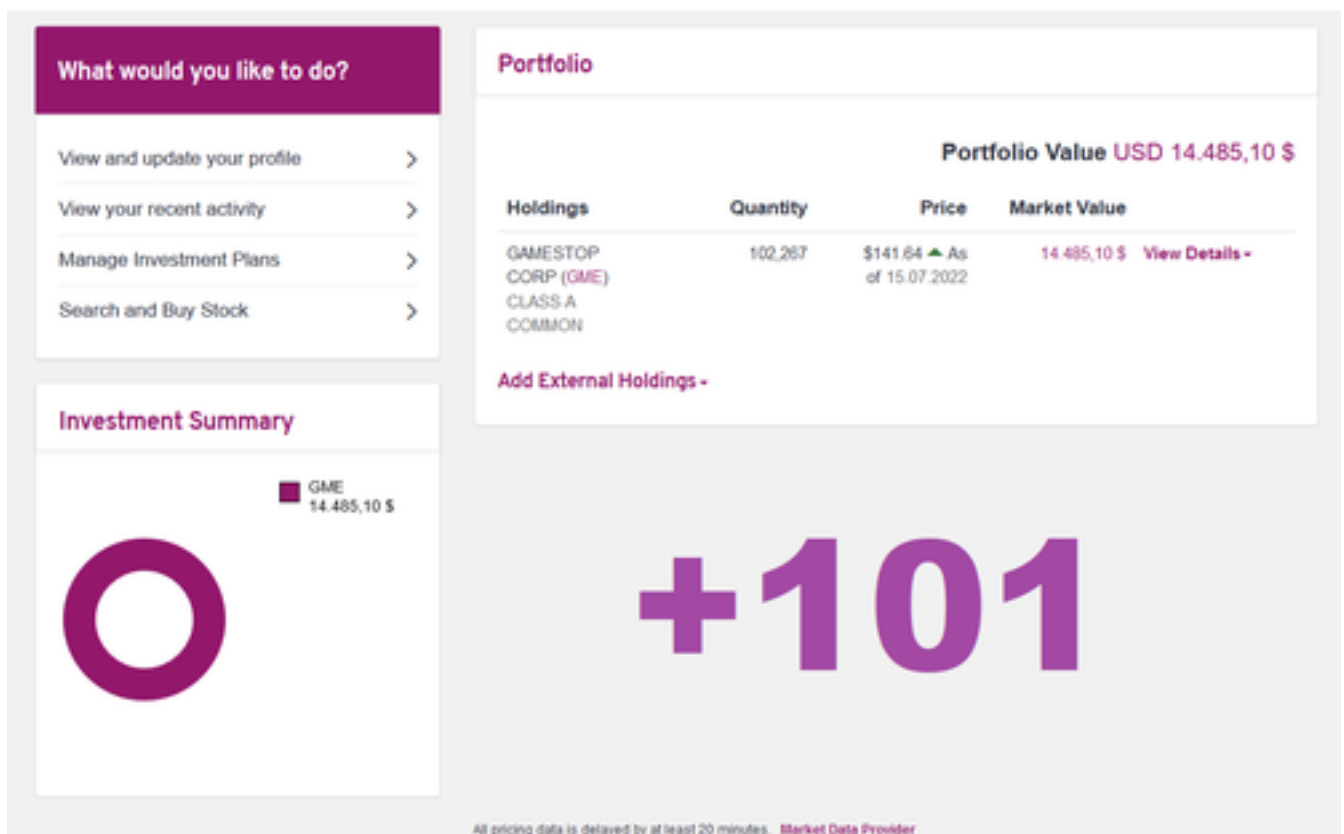 What would you like to do?
View and update your profile
View your recent activity
Manage Investment Plans
Search and Buy Stock
Investment Summary
GME
14.485,10 $
Portfolio
Portfolio Value USD 14.485,10 $
Holdings Quantity Price Market Value
GAMESTOP 102,267 $141.64 As 14.485,10 $ View Details
CORP (GME) of 15.07.2022
CLASS A
COMMON
Add External Holdings
+101
All pricing data is delayed by at least 20 minutes. Market Data Provider